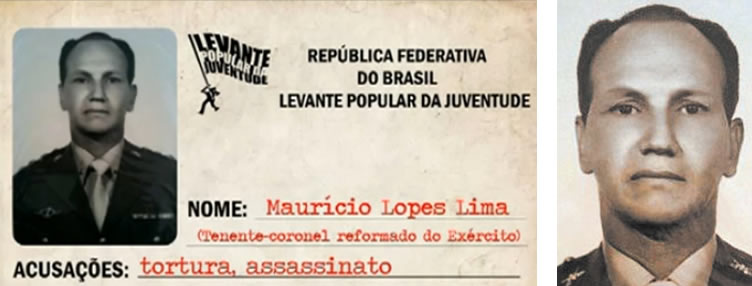 LEVANTE
POPULAR DA
JUVENTUDE
REPÚBLICA FEDERATIVA
DO BRASIL
LEVANTE POPULAR DA JUVENTUDE
NOME: Maurício Lopes Lima
(Tenente-coronel reformado do Exército)
ACUSAÇÕES: tortura, assassinato